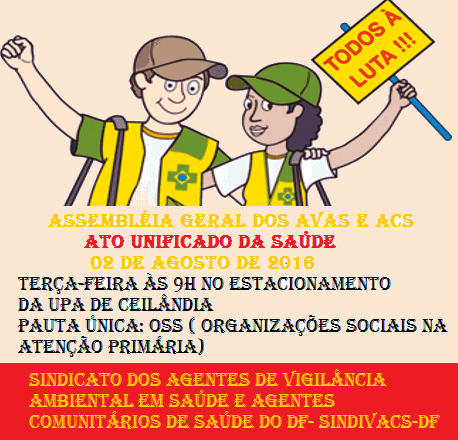 TODOS À
LUTA !!!
ASSEMBLÉIA GERAL DOS AVAS E ACS
ATO UNIFICADO DA SAÚDE
02 DE AGOSTO DE 2016
TERÇA-FEIRA ÀS 9H NO ESTACIONAMENTO
DA UPA DE CEILÂNDIA
PAUTA ÚNICA: OSS ( ORGANIZAÇÕES SOCIAIS NA
ATENÇÃO PRIMÁRIA)
SINDICATO DOS AGENTES DE VIGILÂNCIA
AMBIENTAL EM SAÚDE E AGENTES
COMUNITÁRIOS DE SAÚDE DO DF- SINDIVACS-DF